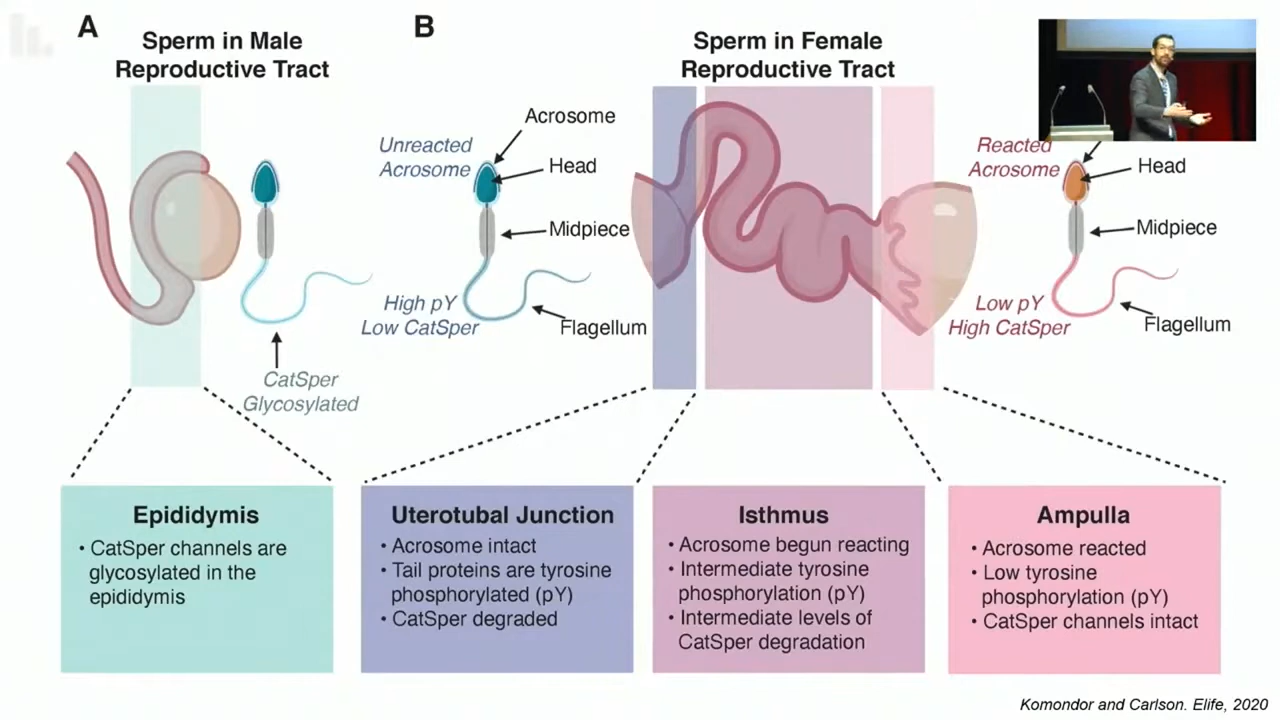 A
Sperm in Male
Reproductive Tract
CatSper
Glycosylated
B
Sperm in Female
Reproductive Tract
Unreacted
Acrosome
Acrosome
Head
Midpiece
High pY
Low CatSper
Flagellum
Reacted
Acrosome
Head
Midpiece
Low pY
High CatSper
Flagellum
Epididymis
• CatSper channels are
glycosylated in the
epididymis
Uterotubal Junction
• Acrosome intact
• Tail proteins are tyrosine
phosphorylated (pY)
• CatSper degraded
Isthmus
• Acrosome begun reacting
• Intermediate tyrosine
phosphorylation (pY)
• Intermediate levels of
CatSper degradation
Ampulla
• Acrosome reacted
• Low tyrosine
phosphorylation (pY)
• CatSper channels intact
Komondor and Carlson. Elife, 2020